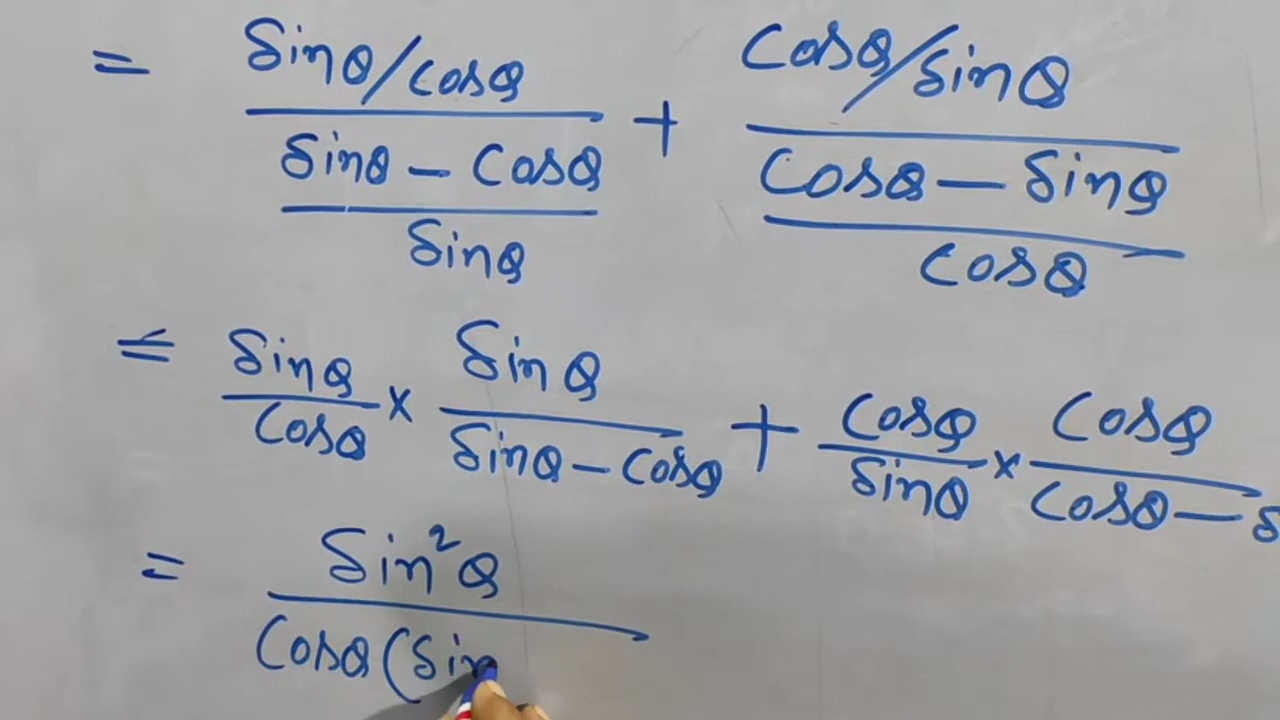 = (sinθ/cosθ)/((sinθ - cosθ)/sinθ) + (cosθ/sinθ)/((cosθ - sinθ)/cosθ)
= sinθ/cosθ × sinθ/(sinθ - cosθ) + cosθ/sinθ × cosθ/(cosθ - s
= sin²θ/cosθ(sin